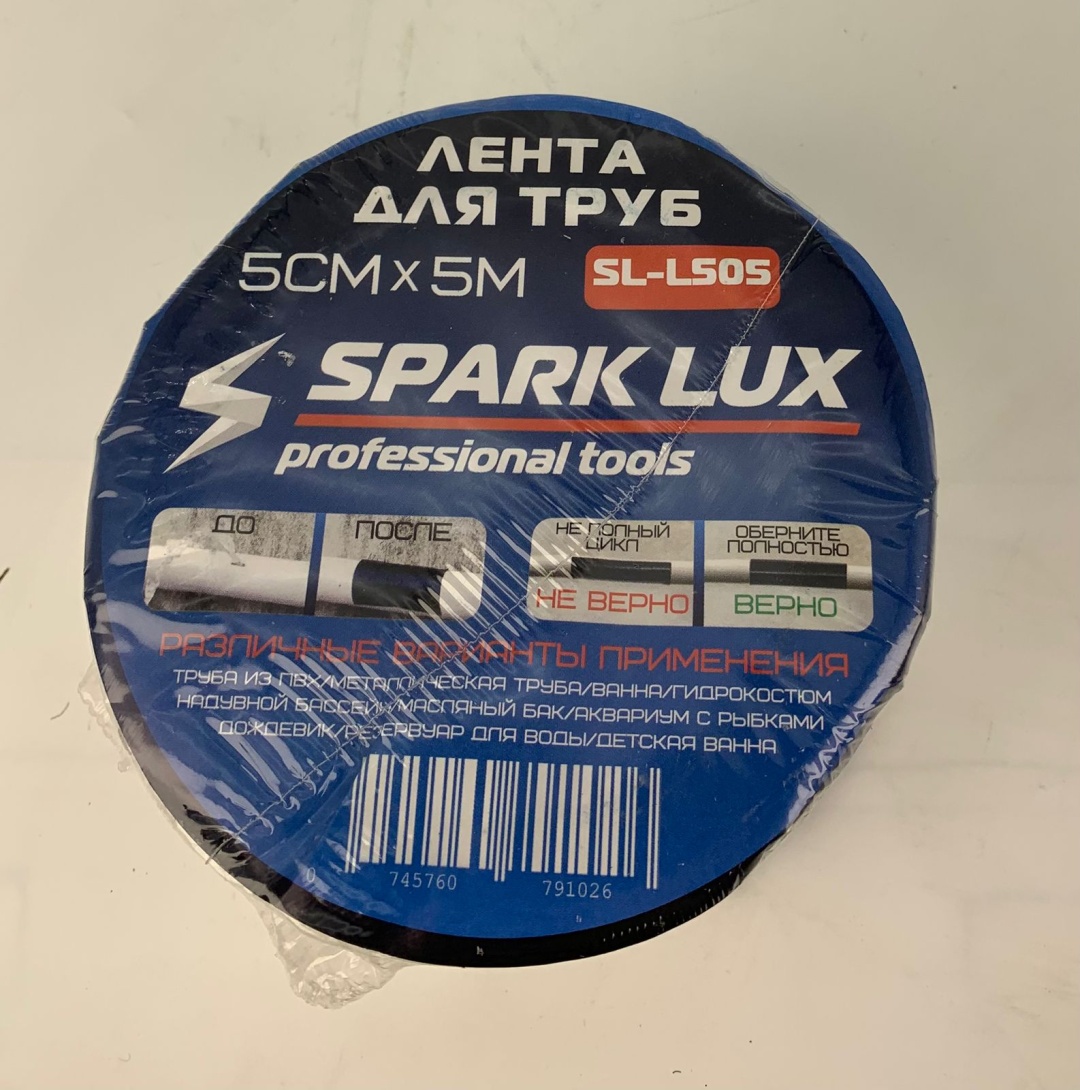 ЛЕНТА
ДЛЯ ТРУБ
5СМ X 5М
SL-L505
SPARK LUX
professional tools
ДО
ПОСЛЕ
НЕ ПОЛНЫЙ
ЦИКЛ
НЕ ВЕРНО
ОБЕРНИТЕ
ПОЛНОСТЬЮ
ВЕРНО
РАЗЛИЧНЫЕ ВАРИАНТЫ ПРИМЕНЕНИЯ
ТРУБА ИЗ ПВХ/МЕТАЛЛИЧЕСКАЯ ТРУБА/ВАННА/ГИДРОКОСТЮМ
НАДУВНОЙ БАССЕЙН/МАСЛЯНЫЙ БАК/АКВАРИУМ С РЫБКАМИ
ДОЖДЕВИК/РЕЗЕРВУАР ДЛЯ ВОДЫ/ДЕТСКАЯ ВАННА
0 745760 791026